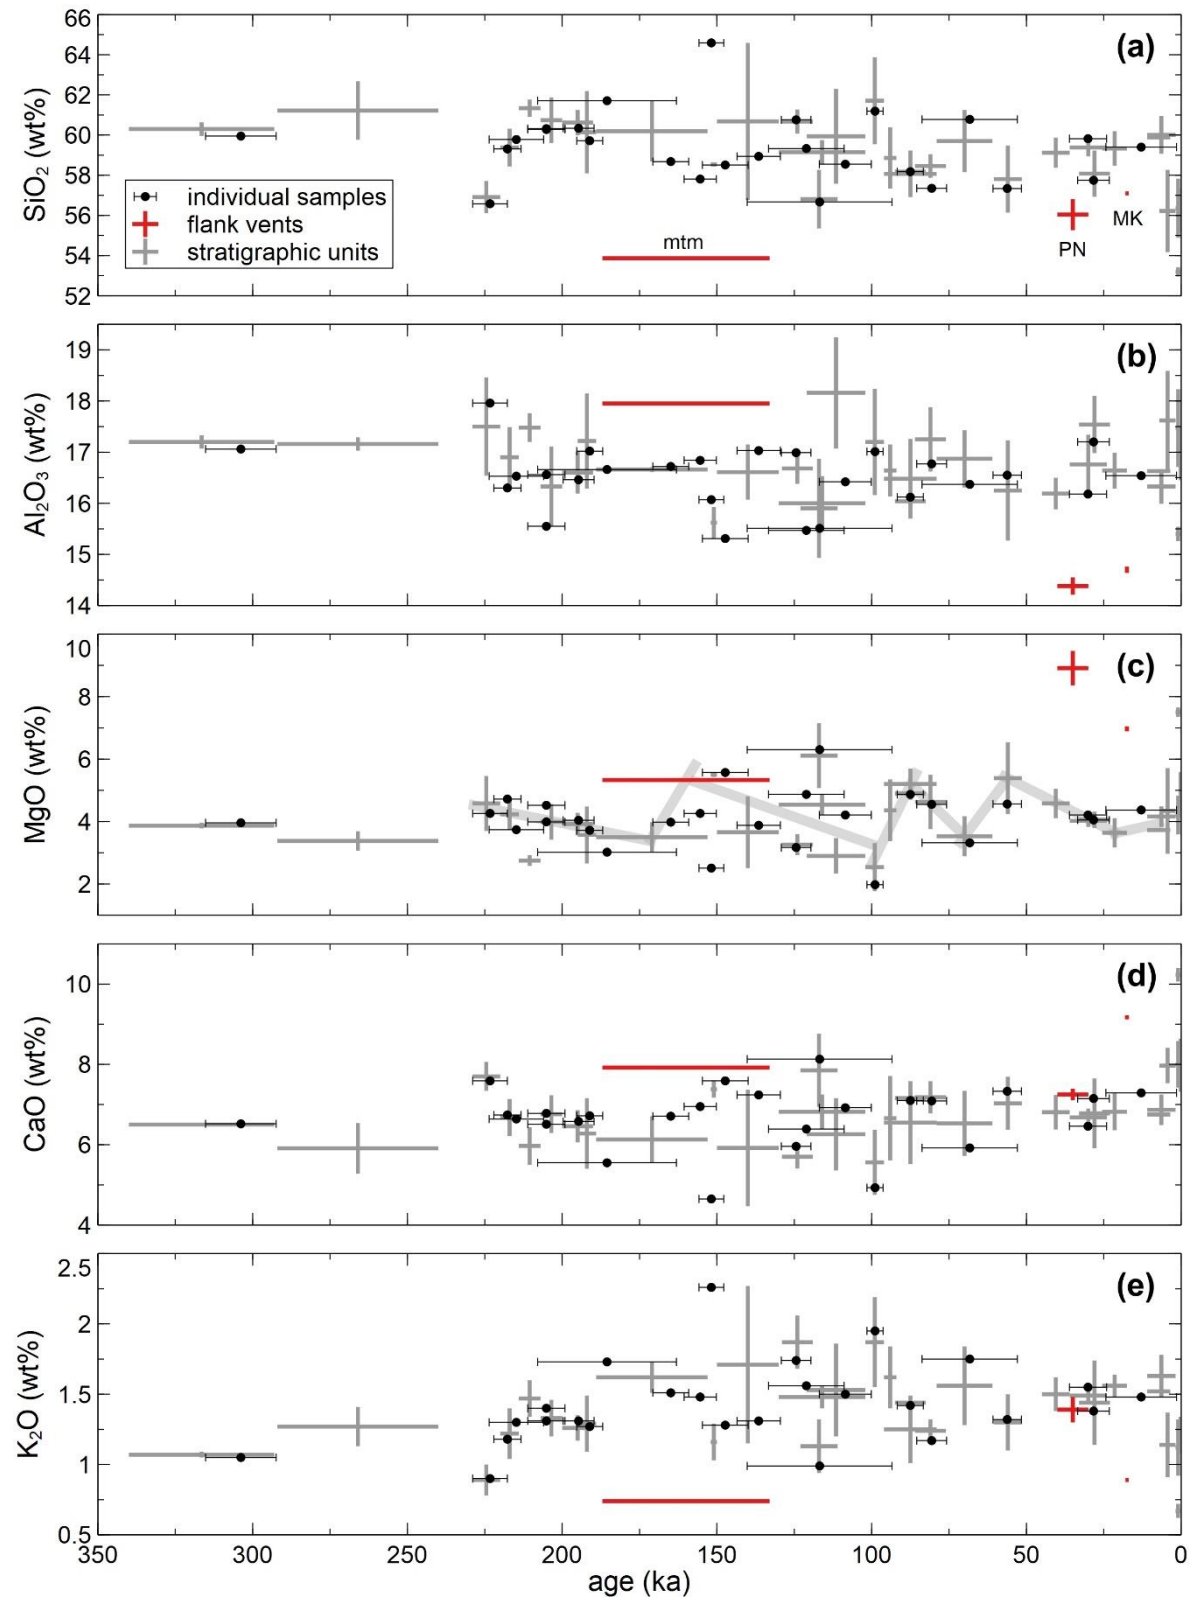 66
64
62
60
58
56
54
52
SiO₂ (wt%)
(a)
individual samples
flank vents
stratigraphic units
mtm
PN
MK
19
18
17
16
15
14
Al₂O₃ (wt%)
(b)
10
8
6
4
2
MgO (wt%)
(c)
10
8
6
4
CaO (wt%)
(d)
2.5
2
1.5
1
0.5
K₂O (wt%)
(e)
350 300 250 200 150 100 50 0
age (ka)